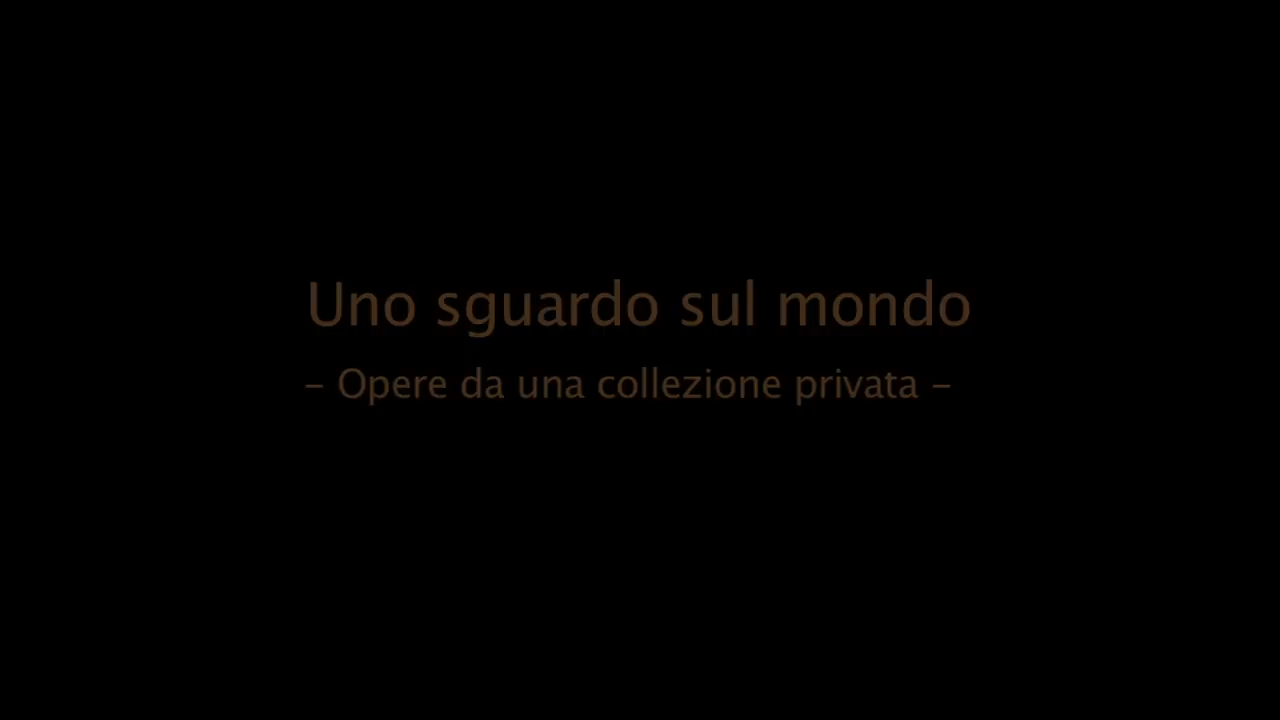 Uno sguardo sul mondo
– Opere da una collezione privata –